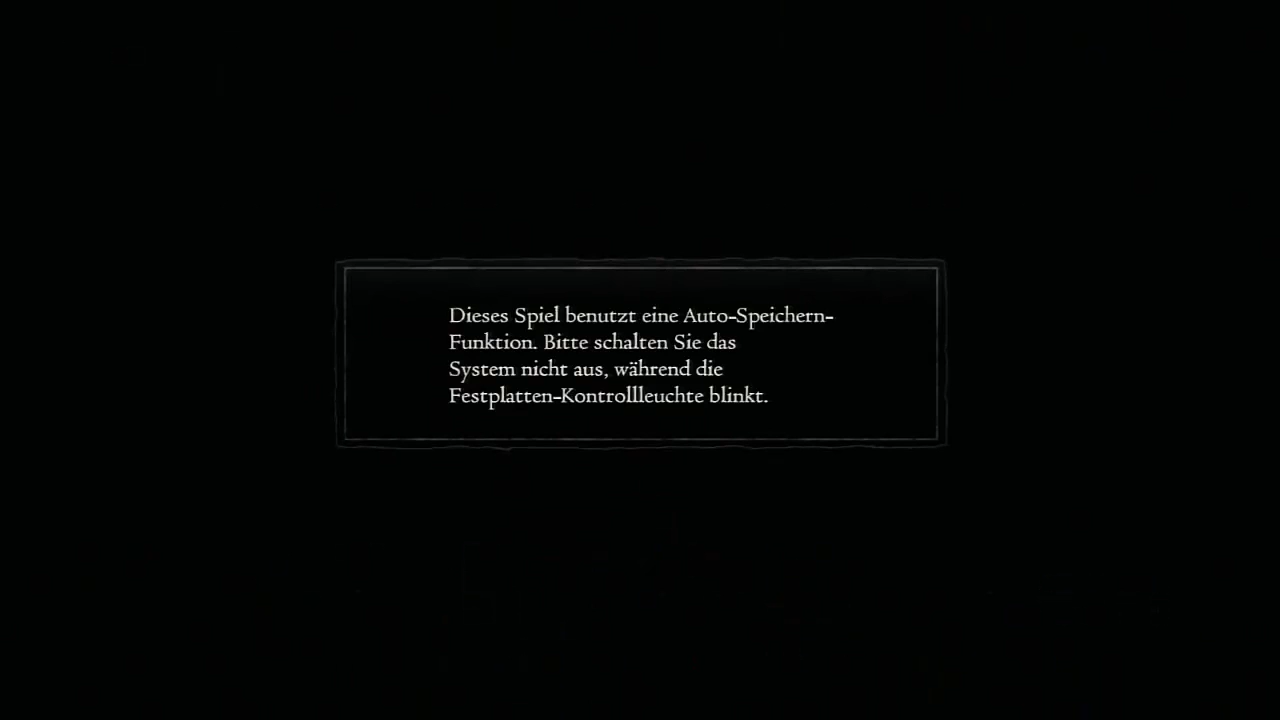 Dieses Spiel benutzt eine Auto-Speichern-
Funktion. Bitte schalten Sie das
System nicht aus, während die
Festplatten-Kontrollleuchte blinkt.